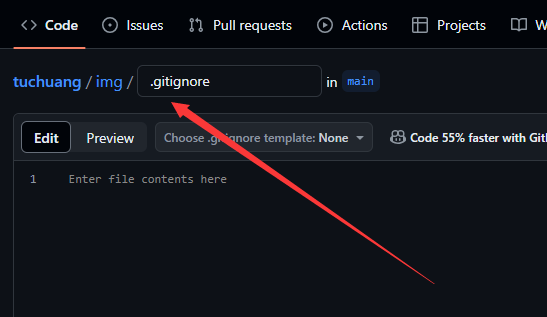 Code Issues Pull requests Actions Projects W
tuchuang / img / .gitignore in main
Edit Preview Choose .gitignore template: None Code 55% faster with Git
1 Enter file contents here